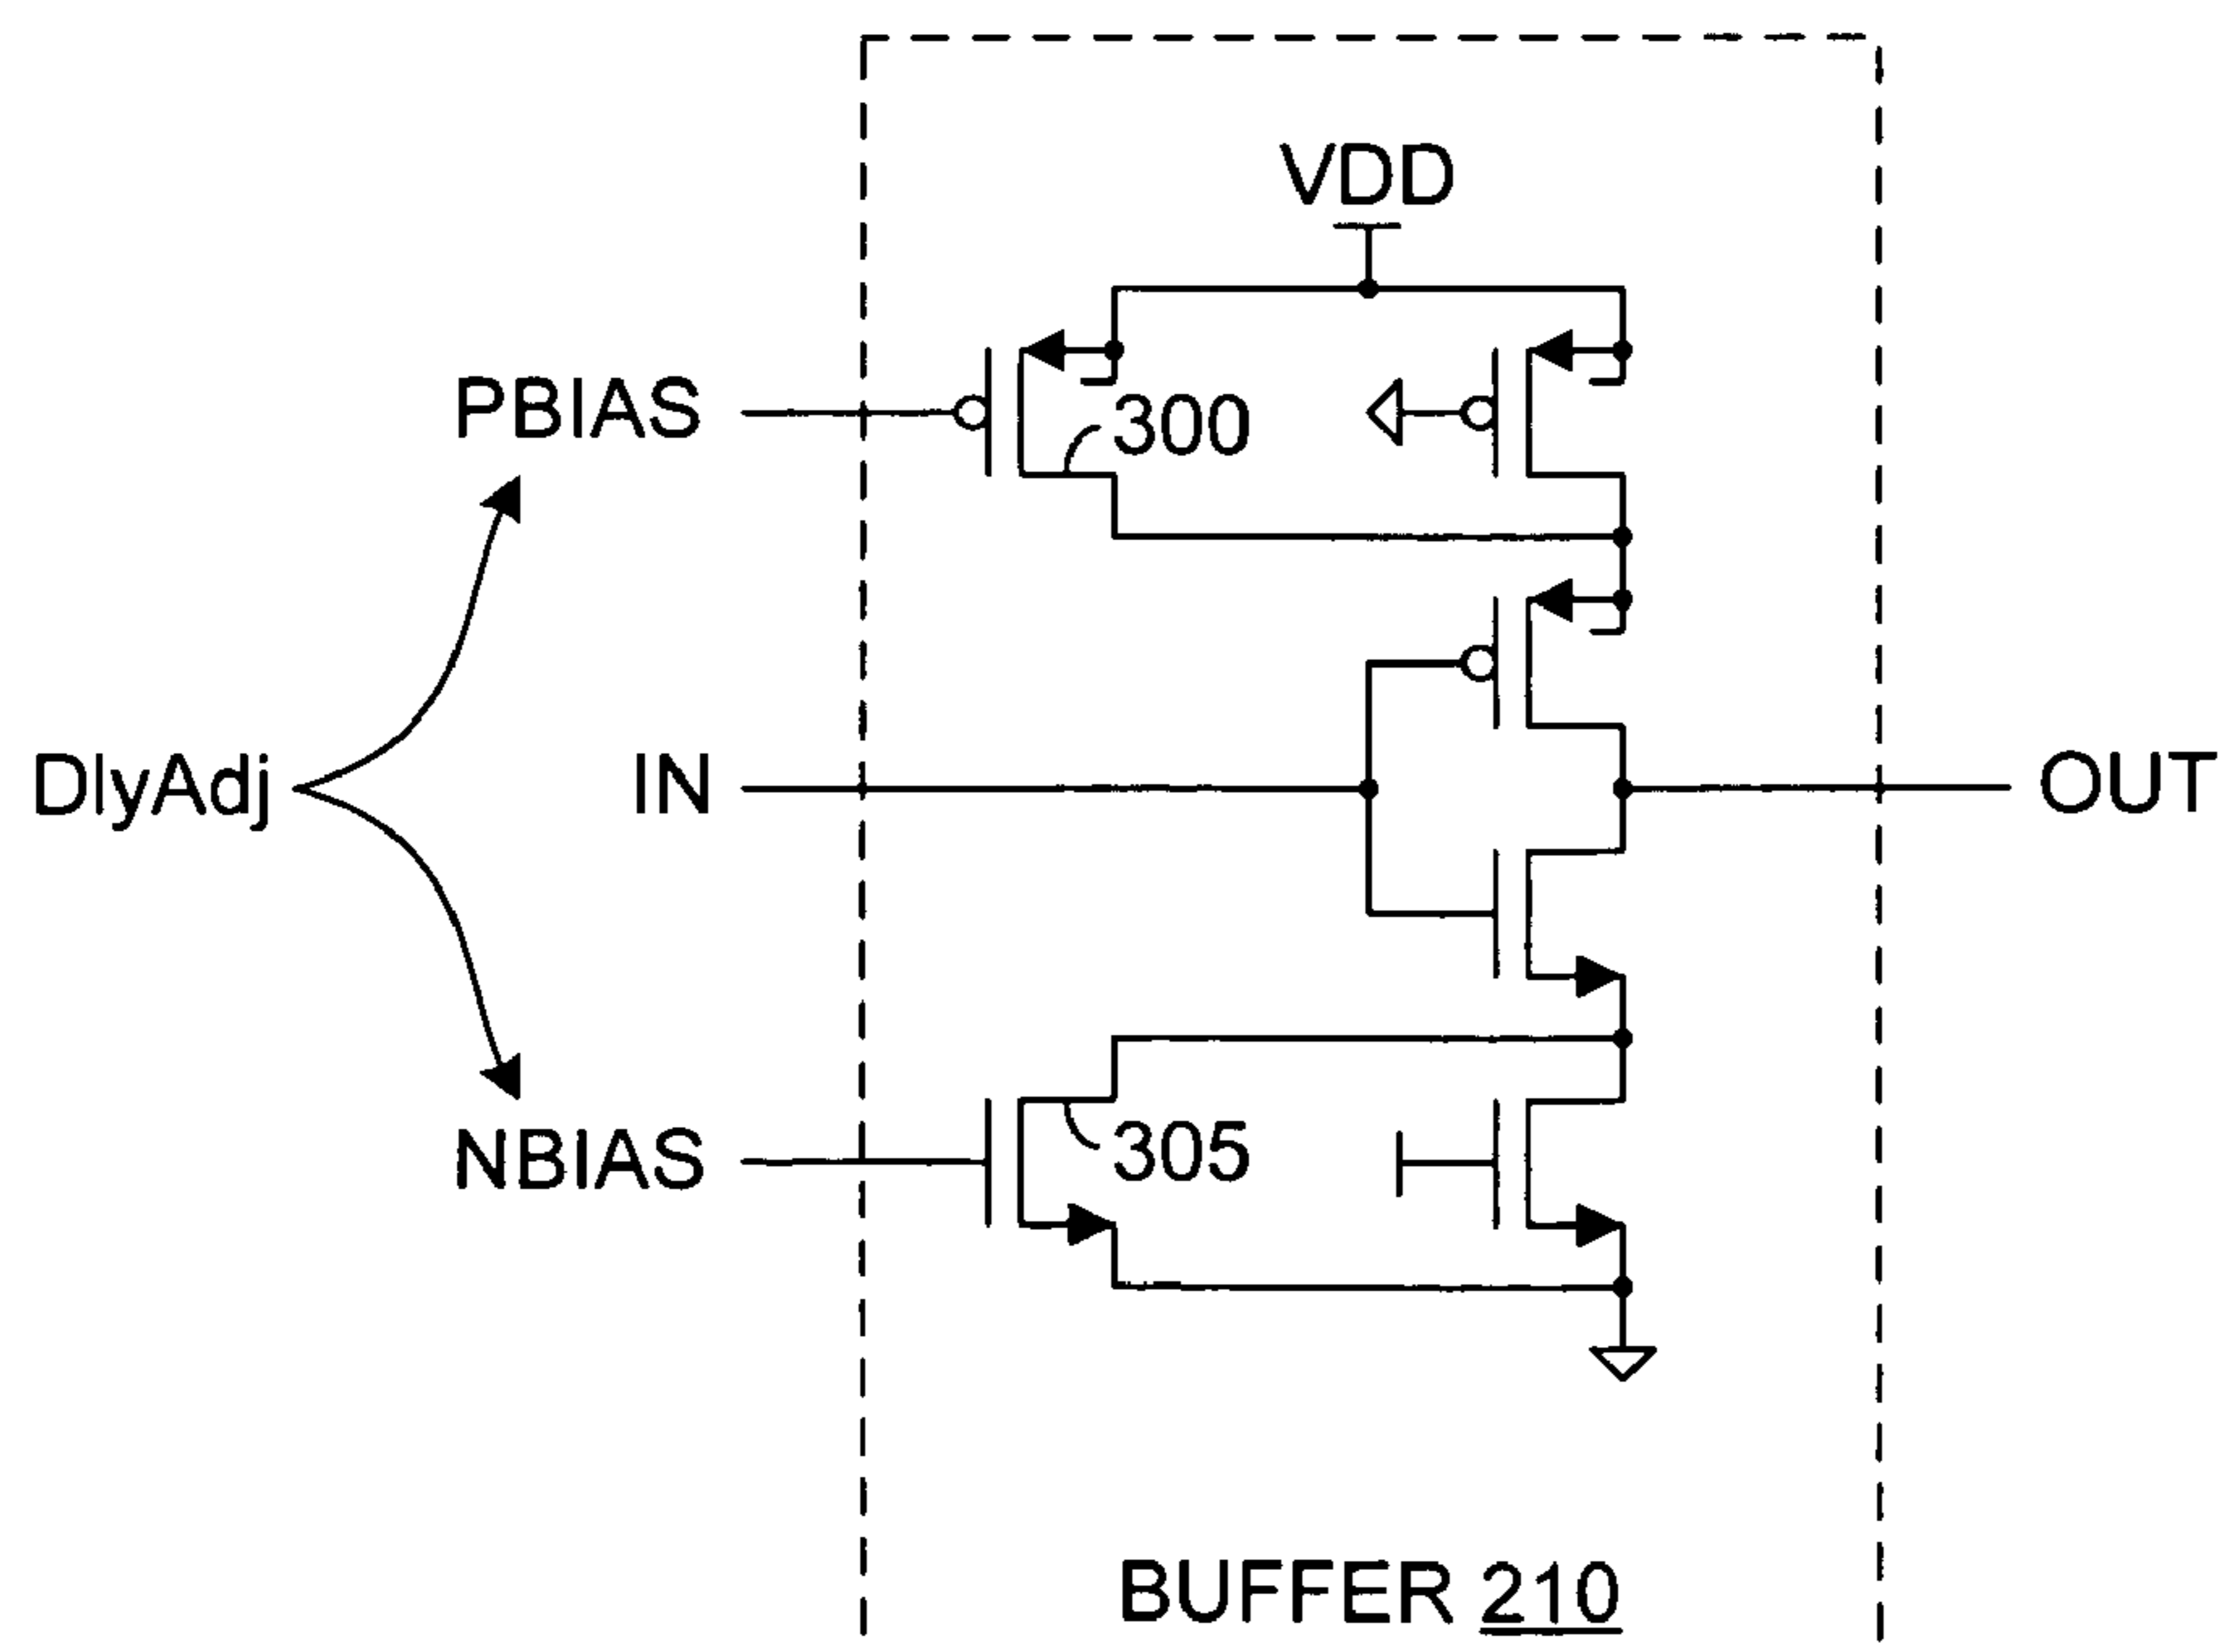 VDD
PBIAS
300
DlyAdj
IN
OUT
NBIAS
305
BUFFER 210